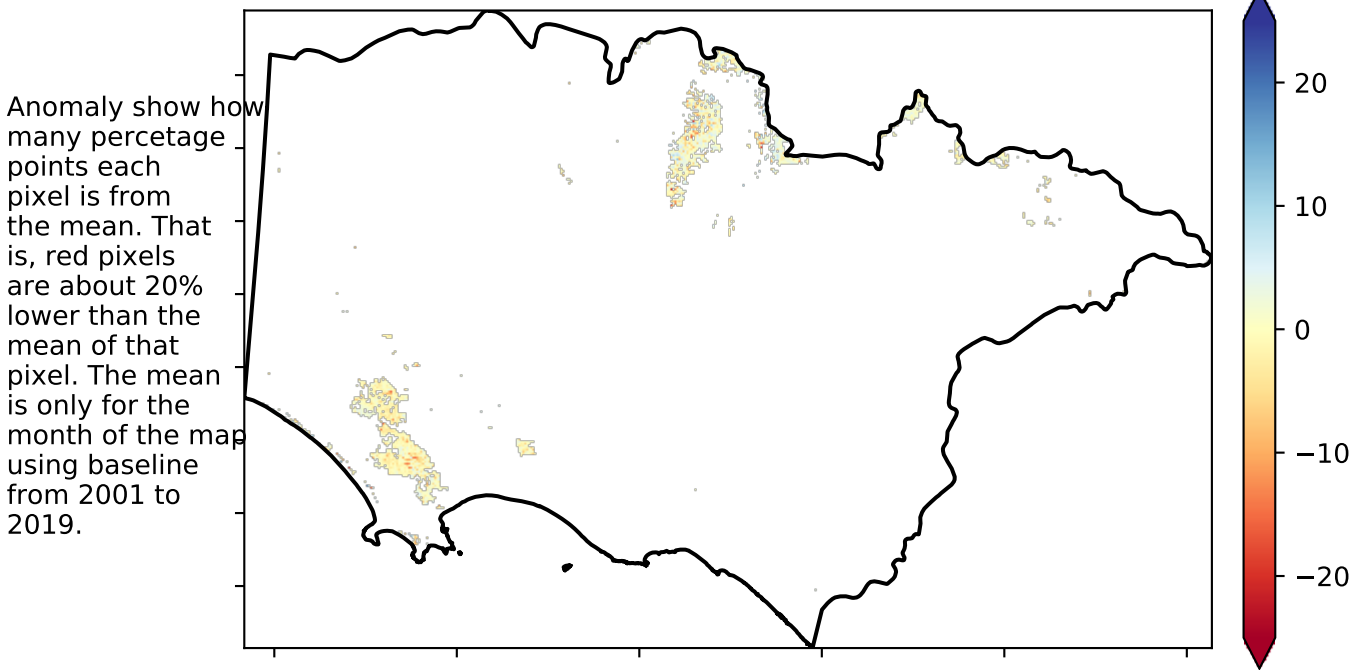 Anomaly show how
many percetage
points each
pixel is from
the mean. That
is, red pixels
are about 20%
lower than the
mean of that
pixel. The mean
is only for the
month of the map
using baseline
from 2001 to
2019.
20
10
0
−10
−20